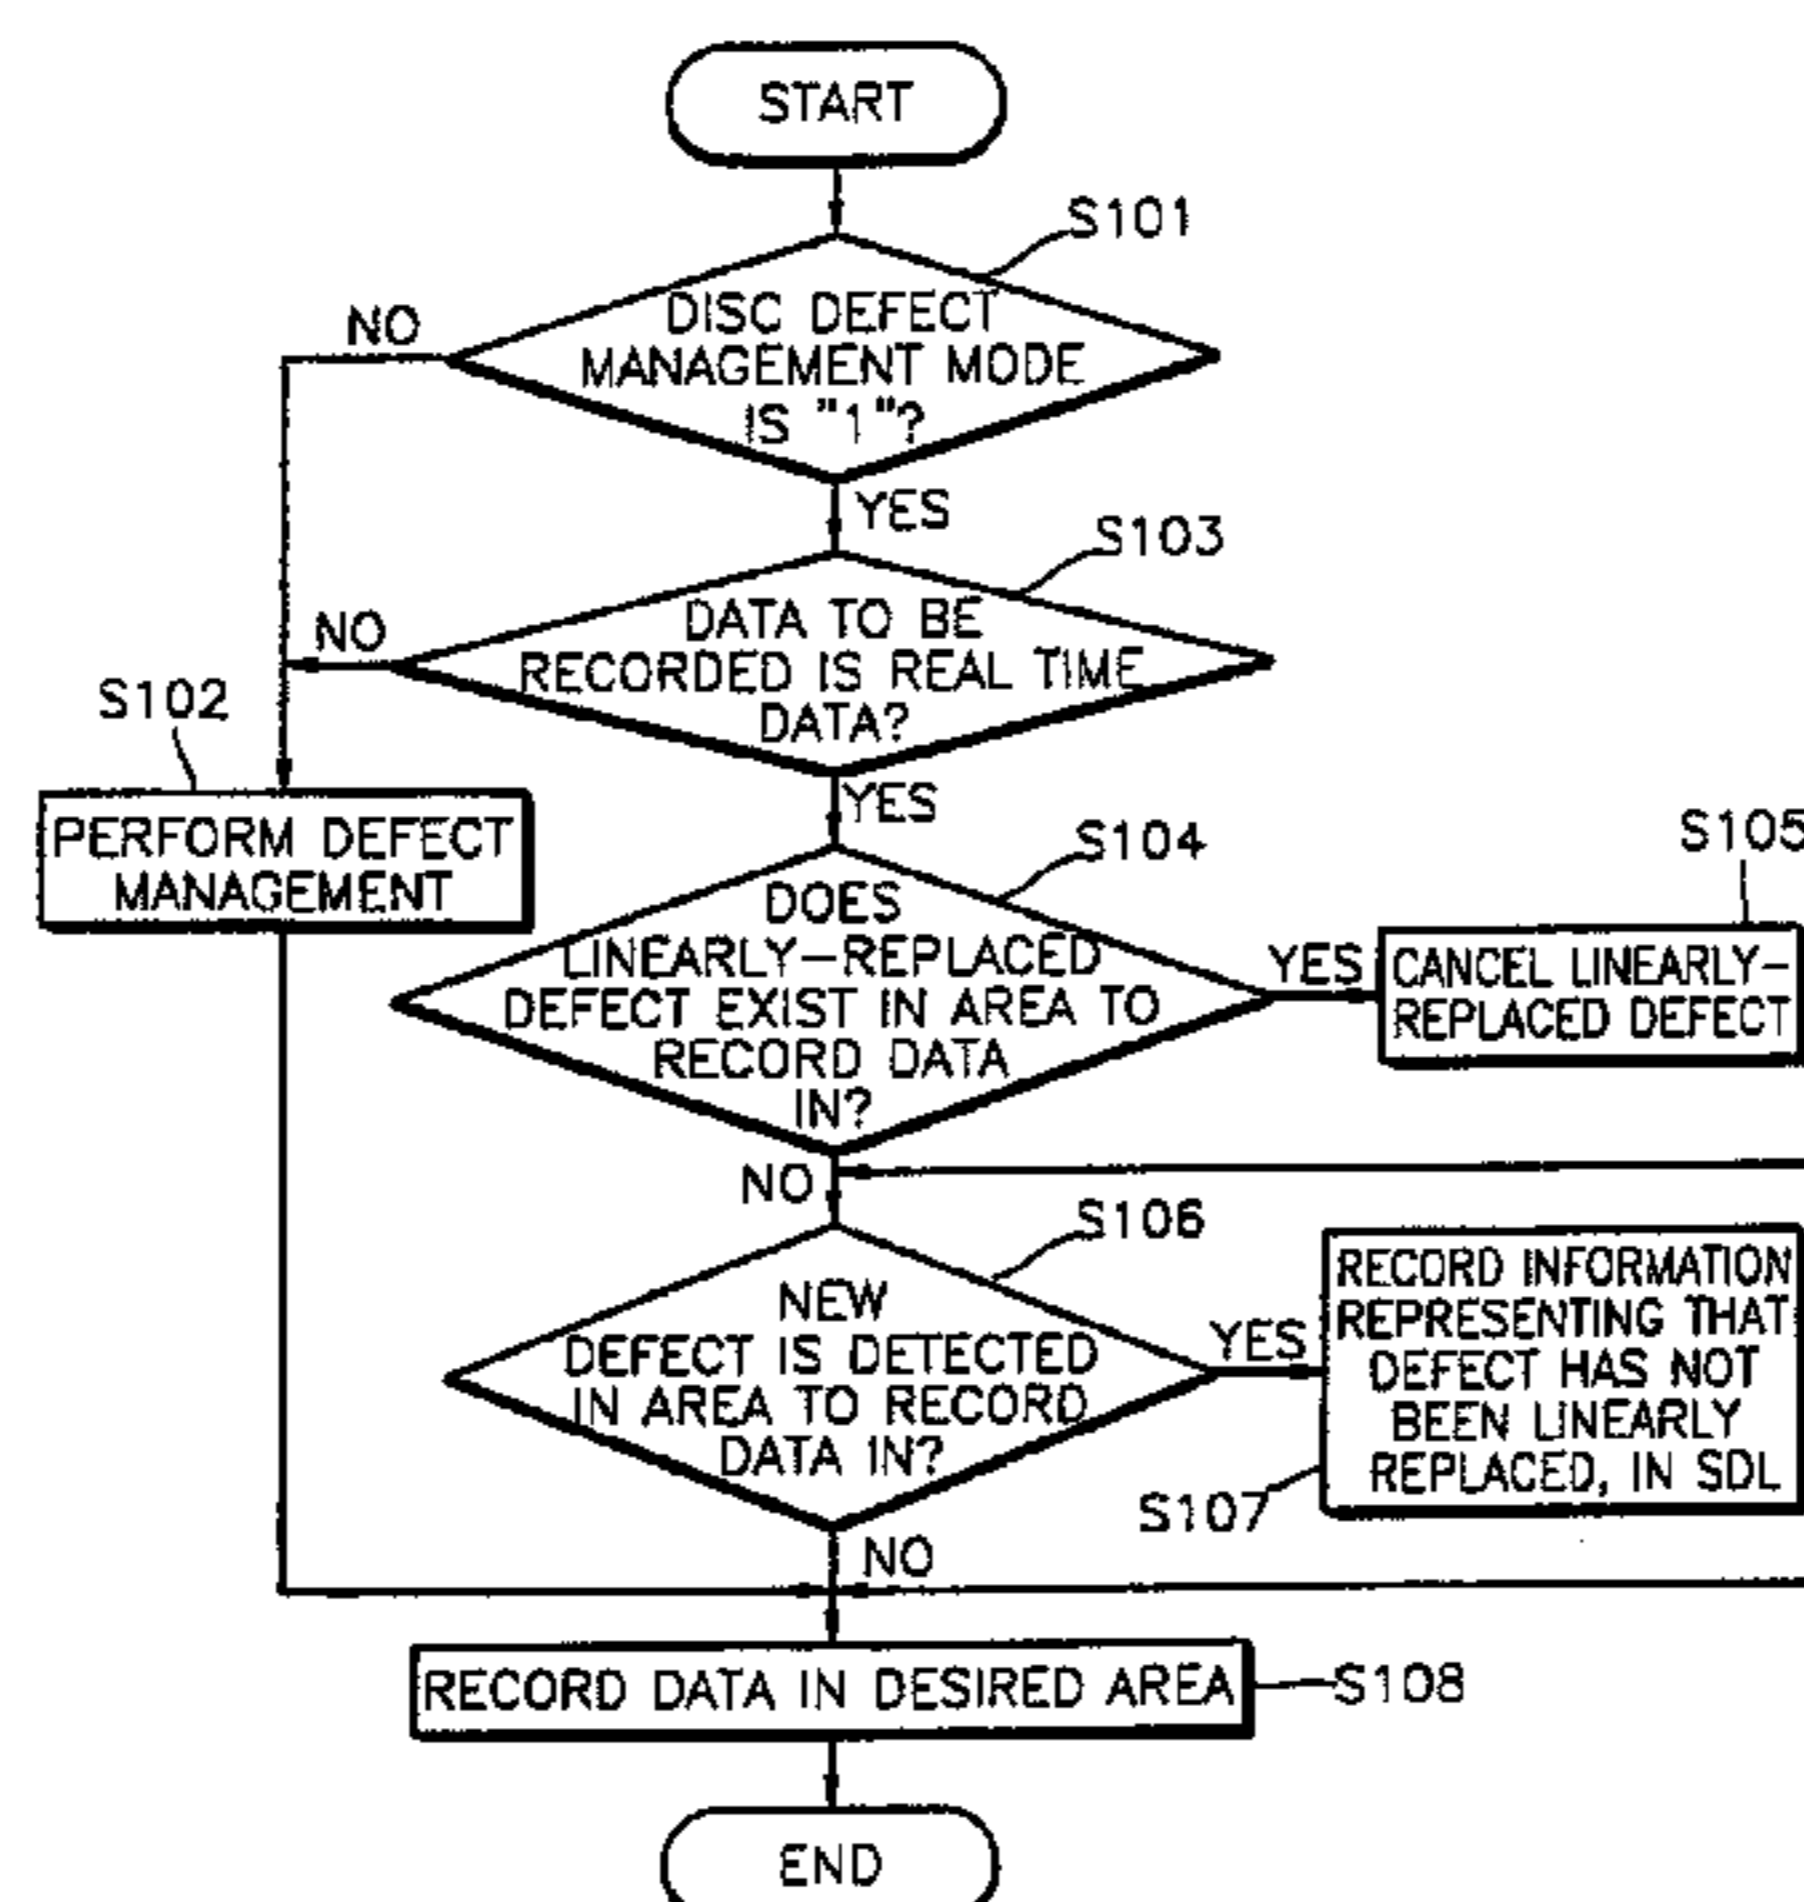 START
S101
DISC DEFECT
MANAGEMENT MODE
IS "1"?
NO
YES
S103
DATA TO BE
RECORDED IS REAL TIME
DATA?
NO
S102
PERFORM DEFECT
MANAGEMENT
YES
S104
DOES
LINEARLY-REPLACED
DEFECT EXIST IN AREA TO
RECORD DATA
IN?
YES
S105
CANCEL LINEARLY-
REPLACED DEFECT
NO
S106
NEW
DEFECT IS DETECTED
IN AREA TO RECORD
DATA IN?
YES
RECORD INFORMATION
REPRESENTING THAT
DEFECT HAS NOT
BEEN LINEARLY
REPLACED, IN SDL
S107
NO
RECORD DATA IN DESIRED AREA
S108
END